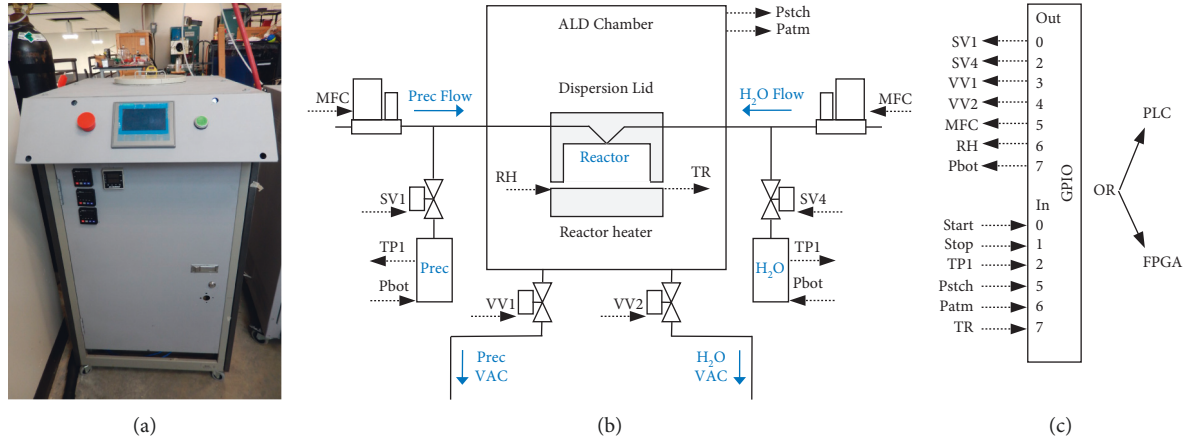 ALD Chamber
Pstch
Patm
MFC
Prec Flow
Dispersion Lid
H₂O Flow
MFC
Reactor
RH
TR
SV1
SV4
Reactor heater
TP1
Prec
Pbot
TP1
H₂O
Pbot
VV1
VV2
Prec
VAC
H₂O
VAC
Out
SV1 0
SV4 2
VV1 3
VV2 4
MFC 5
RH 6
Pbot 7
In
Start 0
Stop 1
TP1 2
Pstch 5
Patm 6
TR 7
GPIO
OR
PLC
FPGA
(a)
(b)
(c)